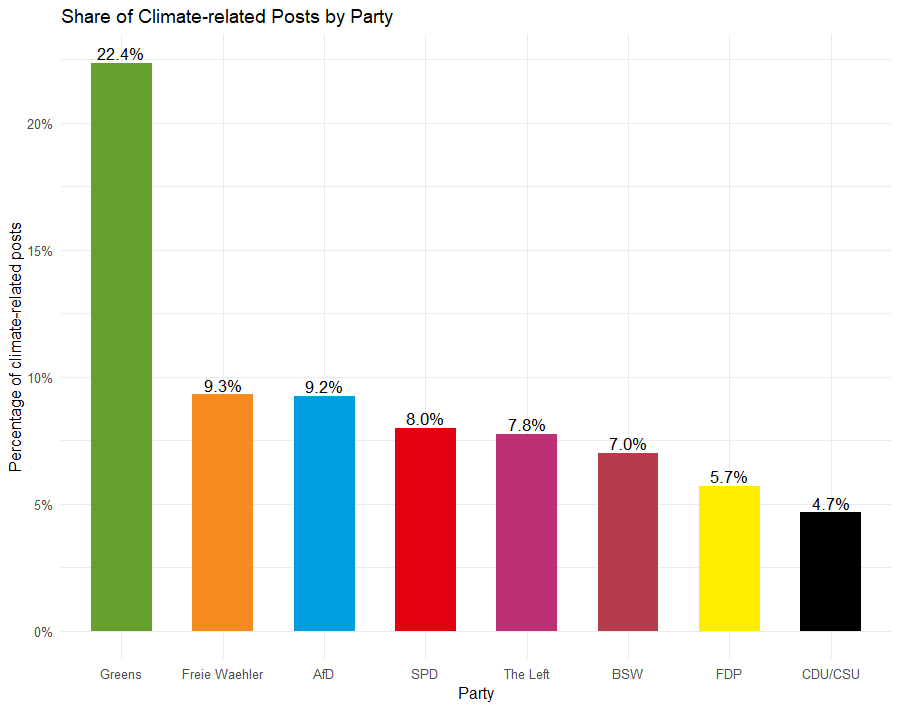 Share of Climate-related Posts by Party
Percentage of climate-related posts
20%
15%
10%
5%
0%
22.4%
9.3%
9.2%
8.0%
7.8%
7.0%
5.7%
4.7%
Greens
Freie Waehler
AfD
SPD
The Left
BSW
FDP
CDU/CSU
Party